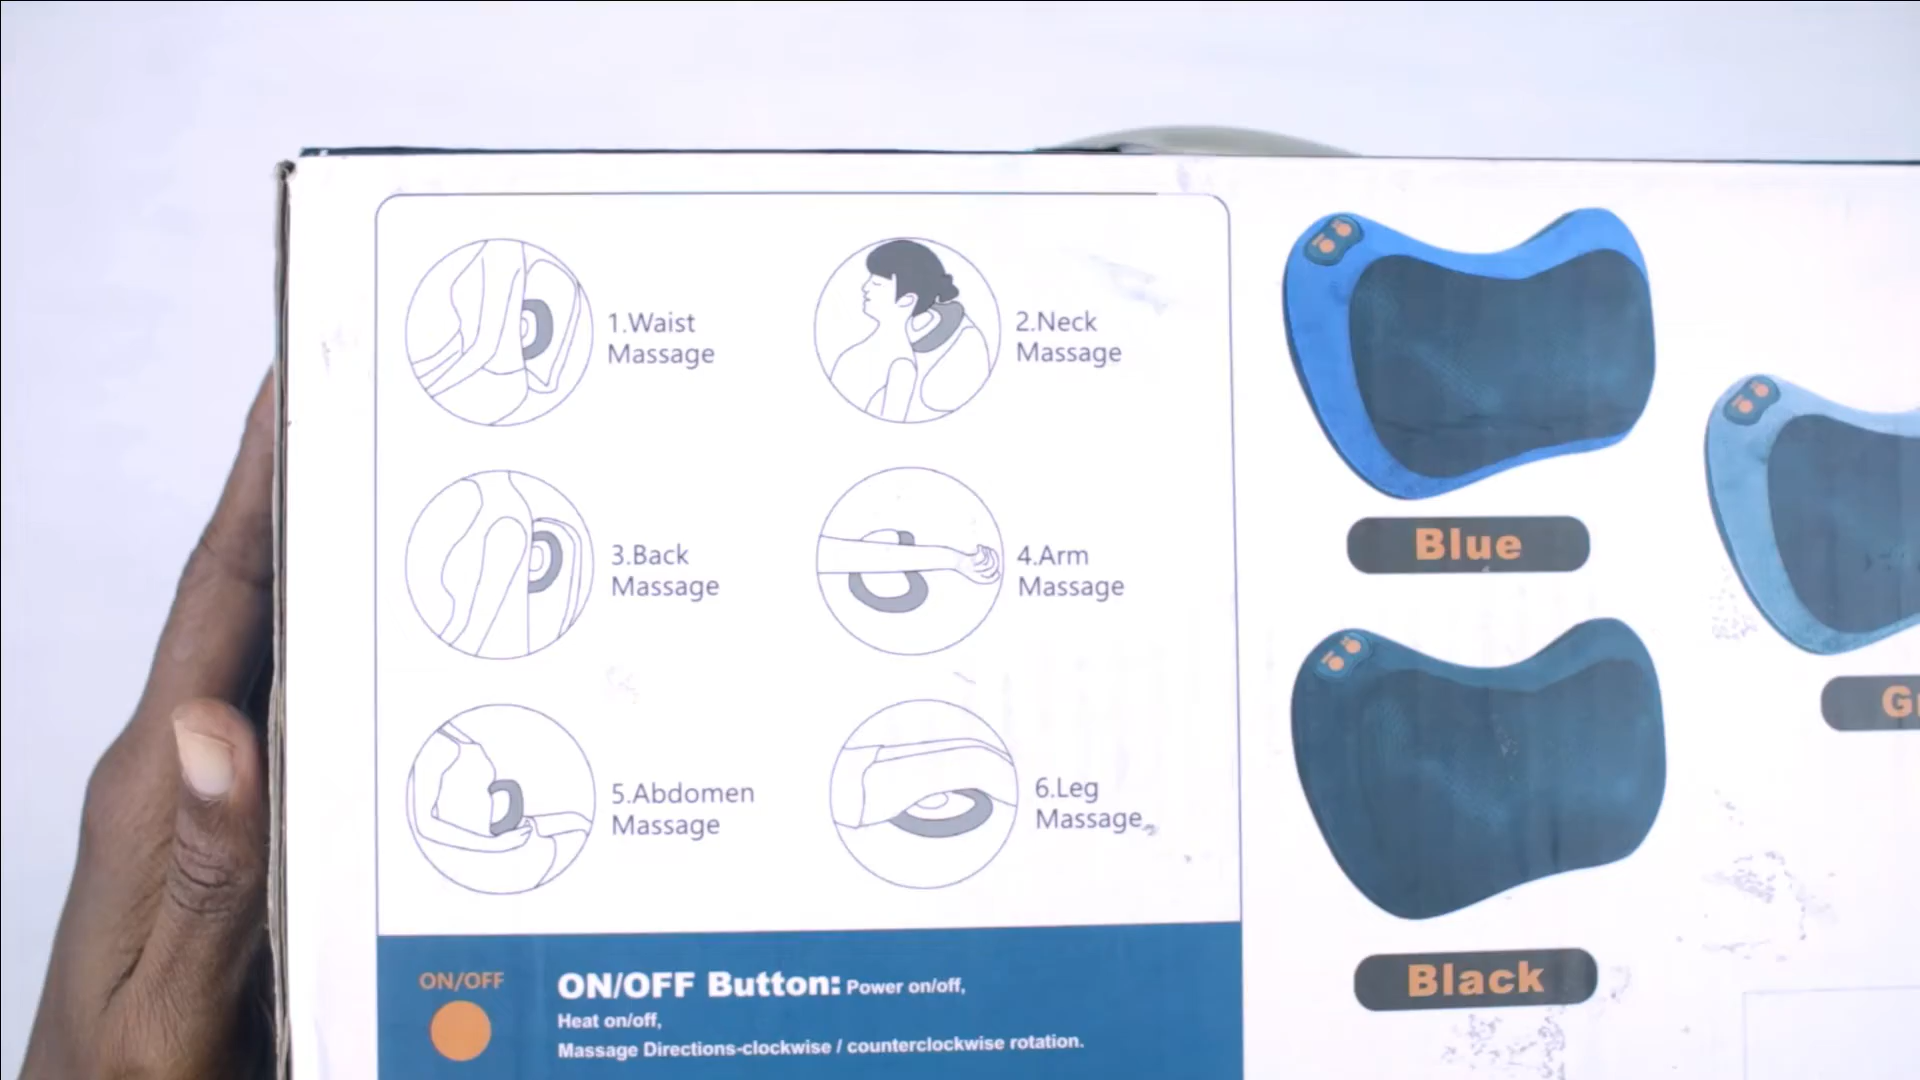 1.Waist
Massage
2.Neck
Massage
3.Back
Massage
4.Arm
Massage
5.Abdomen
Massage
6.Leg
Massage
Blue
Black
ON/OFF
ON/OFF Button: Power on/off,
Heat on/off,
Massage Directions-clockwise / counterclockwise rotation.